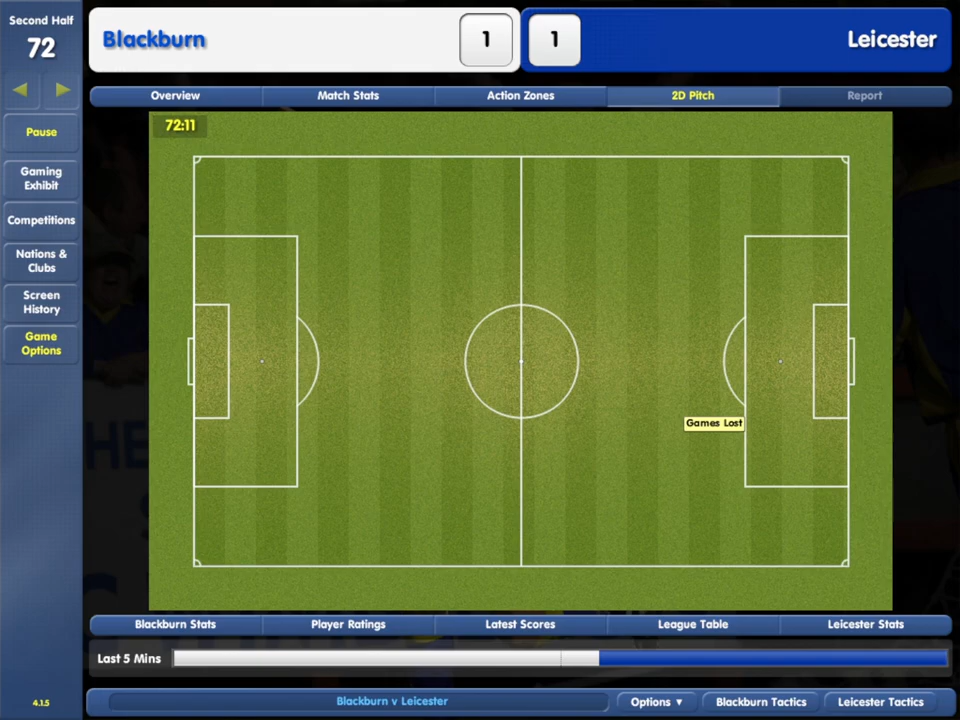 Second Half
72
Blackburn
1
1
Leicester
Overview
Match Stats
Action Zones
2D Pitch
Report
Pause
72:11
Gaming
Exhibit
Competitions
Nations &
Clubs
Screen
History
Game
Options
Games Lost
Blackburn Stats
Player Ratings
Latest Scores
League Table
Leicester Stats
Last 5 Mins
4.1.5
Blackburn v Leicester
Options ▼
Blackburn Tactics
Leicester Tactics